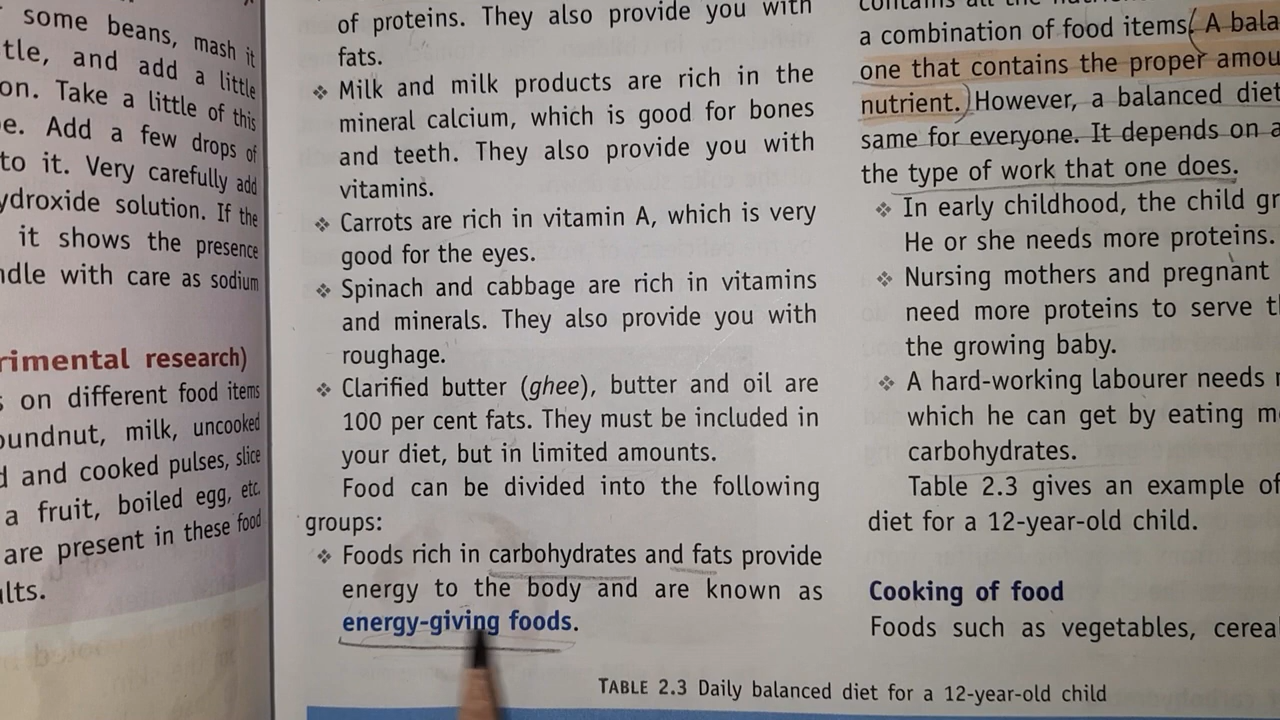 some beans, mash it
tle, and add a little
on. Take a little of this
e. Add a few drops of
to it. Very carefully add
ydroxide solution. If the
it shows the presence
ndle with care as sodium
rimental research)
s on different food items
oundnut, milk, uncooked
d and cooked pulses, slice
a fruit, boiled egg, etc.
are present in these food
lts.
of proteins. They also provide you with
fats.
❖ Milk and milk products are rich in the
mineral calcium, which is good for bones
and teeth. They also provide you with
vitamins.
❖ Carrots are rich in vitamin A, which is very
good for the eyes.
❖ Spinach and cabbage are rich in vitamins
and minerals. They also provide you with
roughage.
❖ Clarified butter (ghee), butter and oil are
100 per cent fats. They must be included in
your diet, but in limited amounts.
Food can be divided into the following
groups:
❖ Foods rich in carbohydrates and fats provide
energy to the body and are known as
energy-giving foods.
a combination of food items. A bala
one that contains the proper amou
nutrient. However, a balanced diet
same for everyone. It depends on a
the type of work that one does.
❖ In early childhood, the child gr
He or she needs more proteins.
❖ Nursing mothers and pregnant
need more proteins to serve t
the growing baby.
❖ A hard-working labourer needs
which he can get by eating m
carbohydrates.
Table 2.3 gives an example of
diet for a 12-year-old child.
Cooking of food
Foods such as vegetables, cerea
TABLE 2.3 Daily balanced diet for a 12-year-old child